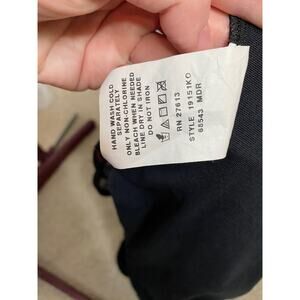 HAND WASH COLD
SEPARATELY
ONLY NON-CHLORINE
BLEACH WHEN NEEDED
LINE DRY IN SHADE
DO NOT IRON
RN 27613
STYLE 19151KO
68543 MDR